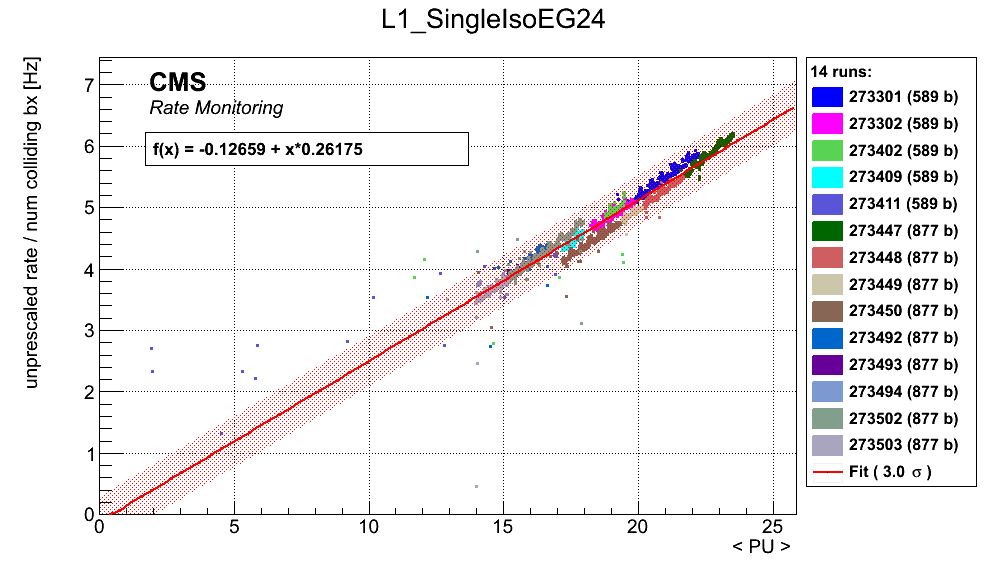 L1_SingleIsoEG24
unprescaled rate / num colliding bx [Hz]
CMS
Rate Monitoring
f(x) = -0.12659 + x*0.26175
7
6
5
4
3
2
1
0
0 5 10 15 20 25
< PU >
14 runs:
273301 (589 b)
273302 (589 b)
273402 (589 b)
273409 (589 b)
273411 (589 b)
273447 (877 b)
273448 (877 b)
273449 (877 b)
273450 (877 b)
273492 (877 b)
273493 (877 b)
273494 (877 b)
273502 (877 b)
273503 (877 b)
Fit ( 3.0 σ )